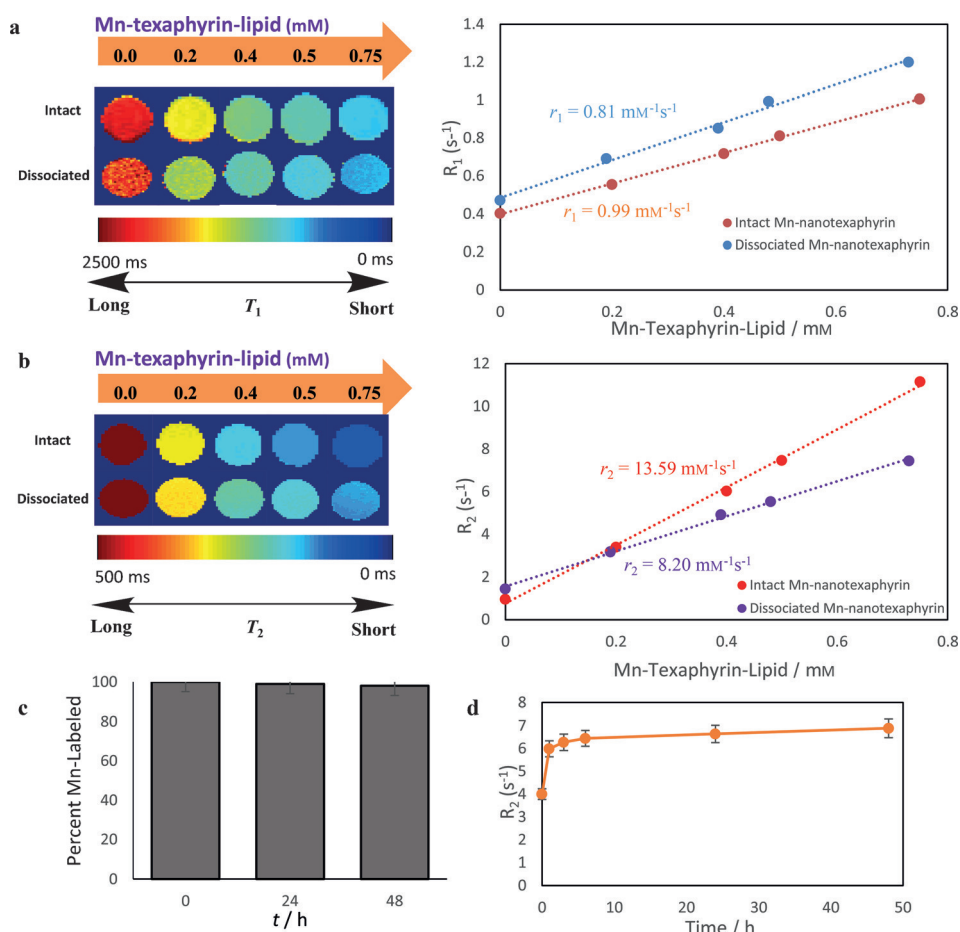 a
Mn-texaphyrin-lipid (mM)
0.0 0.2 0.4 0.5 0.75
Intact
Dissociated
2500 ms 0 ms
Long T1 Short
1.4
1.2
1
0.8
0.6
0.4
0.2
0
R1 (s-1)
r1 = 0.81 mM-1s-1
r1 = 0.99 mM-1s-1
Intact Mn-nanotexaphyrin
Dissociated Mn-nanotexaphyrin
0 0.2 0.4 0.6 0.8
Mn-Texaphyrin-Lipid / mM
b
Mn-texaphyrin-lipid (mM)
0.0 0.2 0.4 0.5 0.75
Intact
Dissociated
500 ms 0 ms
Long T2 Short
12
10
8
6
4
2
0
R2 (s-1)
r2 = 13.59 mM-1s-1
r2 = 8.20 mM-1s-1
Intact Mn-nanotexaphyrin
Dissociated Mn-nanotexaphyrin
0 0.2 0.4 0.6 0.8
Mn-Texaphyrin-Lipid / mM
c
100
80
60
40
20
0
Percent Mn-Labeled
0 24 48
t / h
d
8
7
6
5
4
3
2
1
0
R2 (s-1)
0 10 20 30 40 50
Time / h